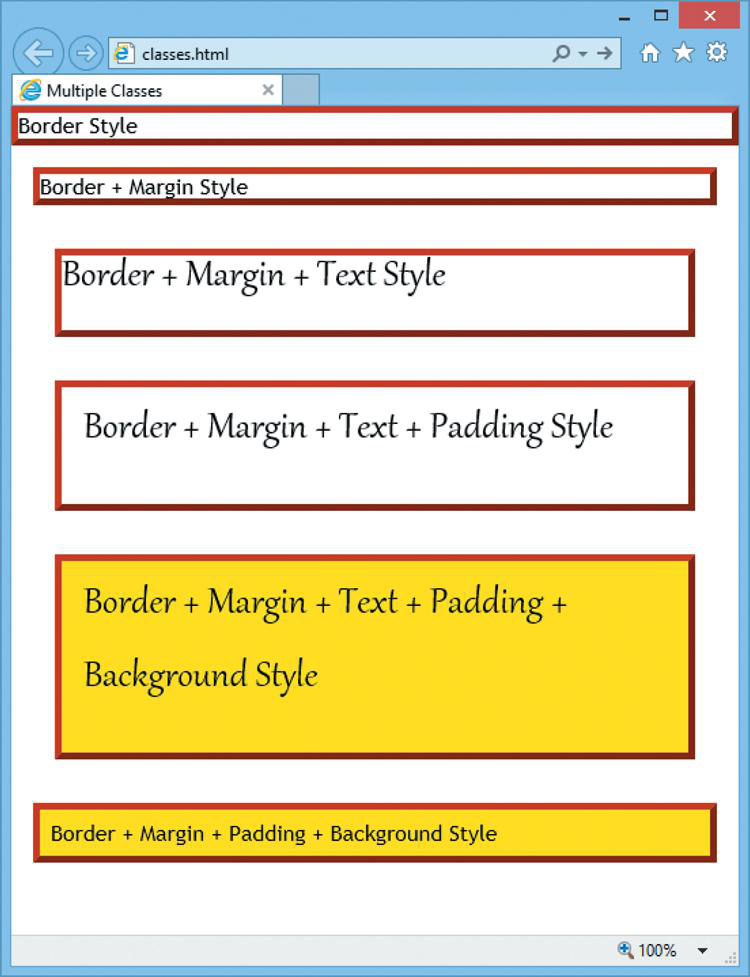 classes.html
Multiple Classes
Border Style
Border + Margin Style
Border + Margin + Text Style
Border + Margin + Text + Padding Style
Border + Margin + Text + Padding +
Background Style
Border + Margin + Padding + Background Style
100%